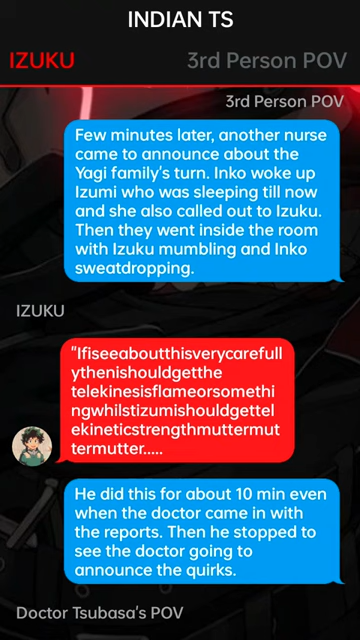 INDIAN TS
IZUKU
3rd Person POV
3rd Person POV
Few minutes later, another nurse
came to announce about the
Yagi family's turn. Inko woke up
Izumi who was sleeping till now
and she also called out to Izuku.
Then they went inside the room
with Izuku mumbling and Inko
sweatdropping.
IZUKU
"Ifiseeaboutthisverycarefull
ythenishouldgetthe
telekinesisflameorsomethi
ngwhilstizumishouldgettel
ekineticstrengthmuttermut
termutter.....
He did this for about 10 min even
when the doctor came in with
the reports. Then he stopped to
see the doctor going to
announce the quirks.
Doctor Tsubasa's POV